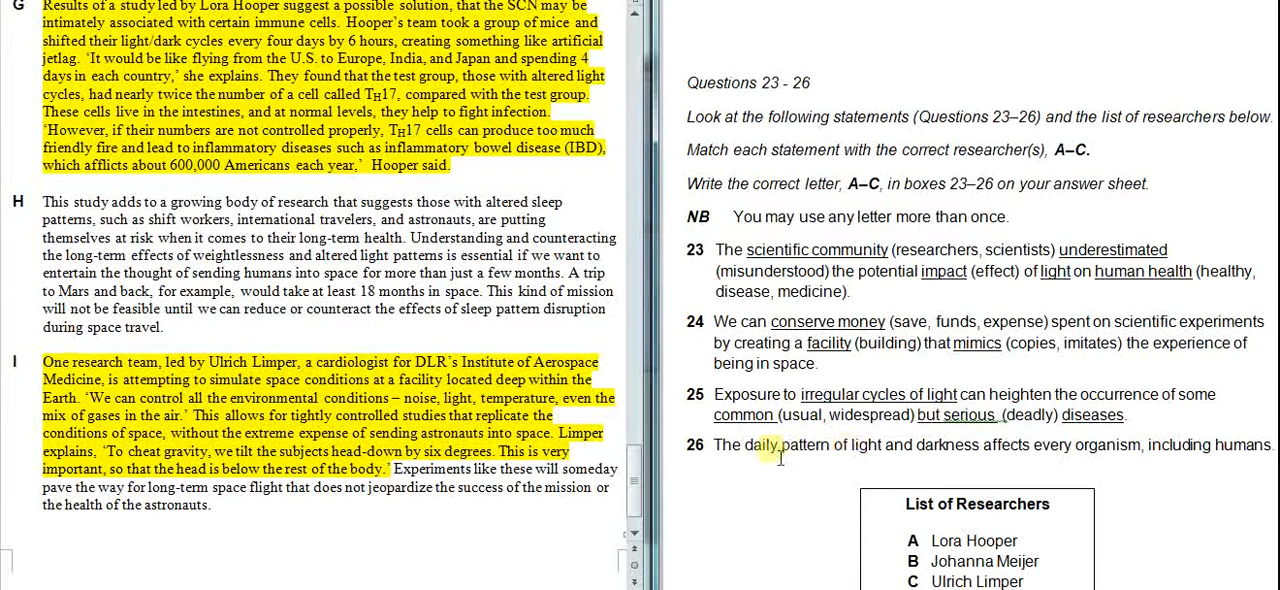 G Results of a study led by Lora Hooper suggest a possible solution, that the SCN may be
intimately associated with certain immune cells. Hooper's team took a group of mice and
shifted their light/dark cycles every four days by 6 hours, creating something like artificial
jetlag. 'It would be like flying from the U.S. to Europe, India, and Japan and spending 4
days in each country,' she explains. They found that the test group, those with altered light
cycles, had nearly twice the number of a cell called TH17, compared with the test group.
These cells live in the intestines, and at normal levels, they help to fight infection.
'However, if their numbers are not controlled properly, TH17 cells can produce too much
friendly fire and lead to inflammatory diseases such as inflammatory bowel disease (IBD),
which afflicts about 600,000 Americans each year,' Hooper said.
H This study adds to a growing body of research that suggests those with altered sleep
patterns, such as shift workers, international travelers, and astronauts, are putting
themselves at risk when it comes to their long-term health. Understanding and counteracting
the long-term effects of weightlessness and altered light patterns is essential if we want to
entertain the thought of sending humans into space for more than just a few months. A trip
to Mars and back, for example, would take at least 18 months in space. This kind of mission
will not be feasible until we can reduce or counteract the effects of sleep pattern disruption
during space travel.
I One research team, led by Ulrich Limper, a cardiologist for DLR's Institute of Aerospace
Medicine, is attempting to simulate space conditions at a facility located deep within the
Earth. 'We can control all the environmental conditions – noise, light, temperature, even the
mix of gases in the air.' This allows for tightly controlled studies that replicate the
conditions of space, without the extreme expense of sending astronauts into space. Limper
explains, 'To cheat gravity, we tilt the subjects head-down by six degrees. This is very
important, so that the head is below the rest of the body.' Experiments like these will someday
pave the way for long-term space flight that does not jeopardize the success of the mission or
the health of the astronauts.
Questions 23 - 26
Look at the following statements (Questions 23–26) and the list of researchers below.
Match each statement with the correct researcher(s), A–C.
Write the correct letter, A–C, in boxes 23–26 on your answer sheet.
NB You may use any letter more than once.
23 The scientific community (researchers, scientists) underestimated
(misunderstood) the potential impact (effect) of light on human health (healthy,
disease, medicine).
24 We can conserve money (save, funds, expense) spent on scientific experiments
by creating a facility (building) that mimics (copies, imitates) the experience of
being in space.
25 Exposure to irregular cycles of light can heighten the occurrence of some
common (usual, widespread) but serious (deadly) diseases.
26 The daily pattern of light and darkness affects every organism, including humans.
List of Researchers
A Lora Hooper
B Johanna Meijer
C Ulrich Limper